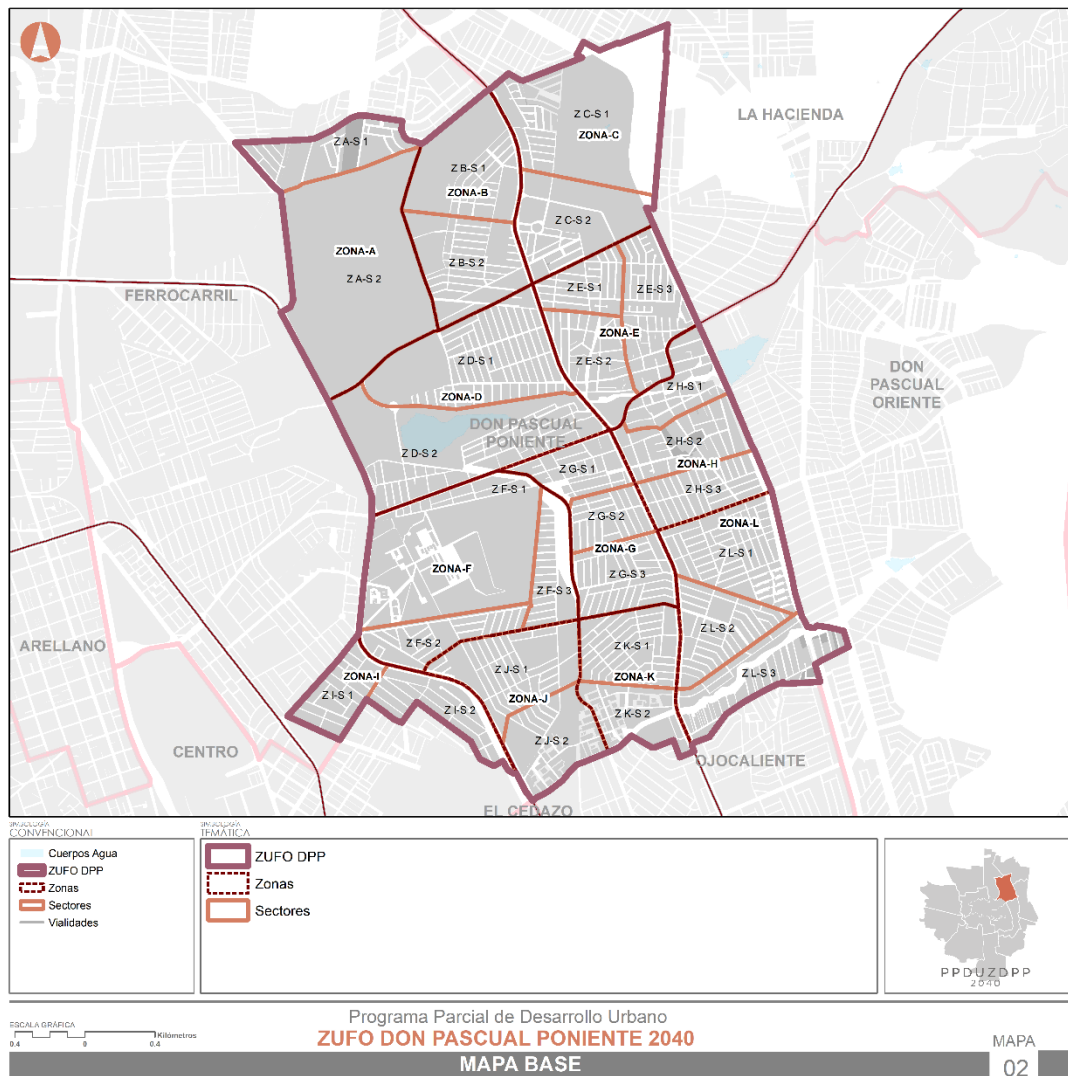 LA HACIENDA
Z C-S 1
ZONA-C
Z A-S 1
Z B-S 1
ZONA-B
Z C-S 2
ZONA-A
Z A-S 2
Z B-S 2
FERROCARRIL
Z E-S 1
Z E-S 3
ZONA-E
Z D-S 1
Z E-S 2
DON
PASCUAL
ORIENTE
Z H-S 1
ZONA-D
DON PASCUAL
PONIENTE
Z H-S 2
Z D-S 2
ZONA-H
Z G-S 1
Z F-S 1
Z H-S 3
Z G-S 2
ZONA-L
ZONA-G
Z L-S 1
ZONA-F
Z G-S 3
Z F-S 3
Z L-S 2
ARELLANO
Z F-S 2
Z K-S 1
Z J-S 1
ZONA-I
ZONA-K
Z L-S 3
Z I-S 1
ZONA-J
Z I-S 2
Z K-S 2
Z J-S 2
CENTRO
OJOCALIENTE
EL CEDAZO
SIMBOLOGÍA
CONVENCIONAL
Cuerpos Agua
ZUFO DPP
Zonas
Sectores
Vialidades
SIMBOLOGÍA
TEMÁTICA
ZUFO DPP
Zonas
Sectores
PPDUZDPP
2040
ESCALA GRÁFICA
Kilómetros
0.4 0 0.4
Programa Parcial de Desarrollo Urbano
ZUFO DON PASCUAL PONIENTE 2040
MAPA BASE
MAPA
02